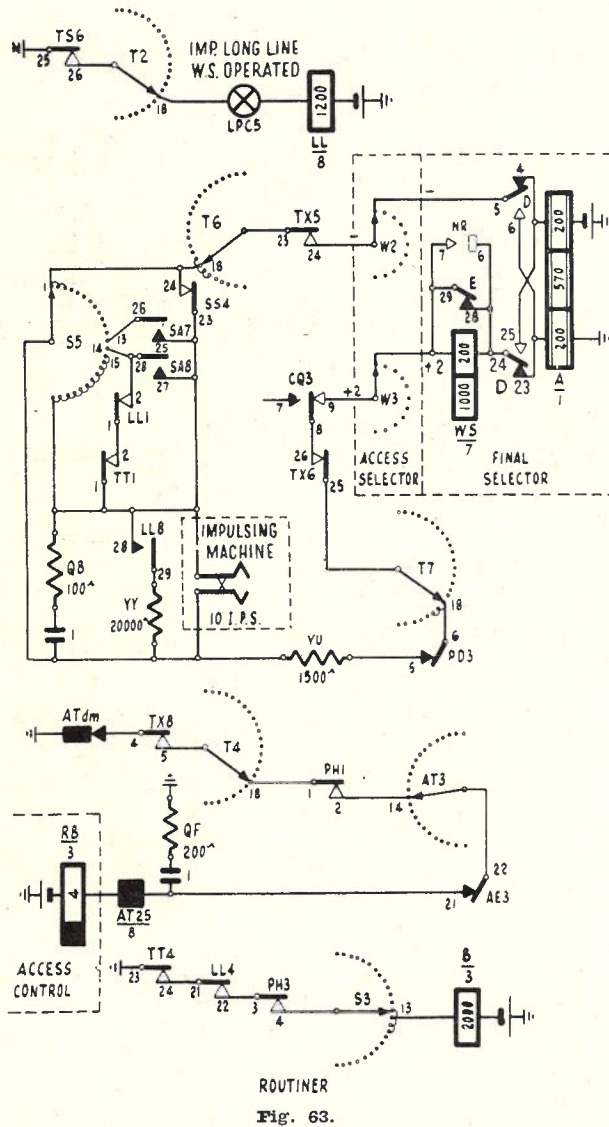 TS6
25
26
T2
18
IMP. LONG LINE
W.S. OPERATED
LPC5
1200
LL
8
T6
18
TX5
23
24
W2
4
5
D
6
200
570
200
A
1
NR
7
6
E
29
28
25
24
D
23
+2
200
1000
WS
7
1
S5
24
SS4
23
26
13
14
15
SA7
25
28
SA8
27
2
LL1
1
2
TT1
1
CQ3
7
9
8
+2
W3
26
TX6
25
ACCESS
SELECTOR
FINAL
SELECTOR
LL8
28
29
QB
100
1
YY
20000
IMPULSING
MACHINE
10 I.P.S.
YU
1500
T7
18
6
5
PD3
ATdm
TX8
4
5
T4
18
PH1
1
2
AT3
14
22
21
AE3
QF
200
1
RB
3
4
AT25
8
ACCESS
CONTROL
TT4
23
24
LL4
21
22
PH3
3
4
S3
13
B
3
2000
ROUTINER
Fig. 63.